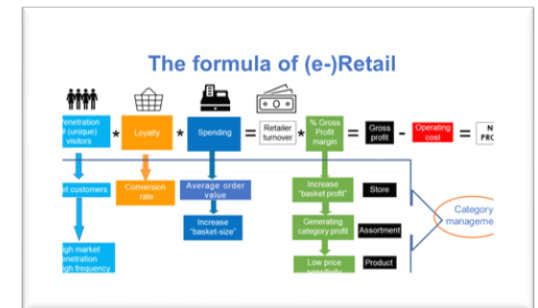 The formula of (e-)Retail
enetration
(unique)
visitors
*
Loyalty
*
Spending
=
Retailer
turnover
*
% Gross
Profit
margin
=
Gross
profit
-
Operating
cost
=
N
PRO
et customers
Conversion
rate
Average order
value
Increase
"basket profit"
Store
Increase
"basket-size"
Generating
category profit
Assortment
Category
manageme
igh market
enetration
igh frequency
Low price
Product